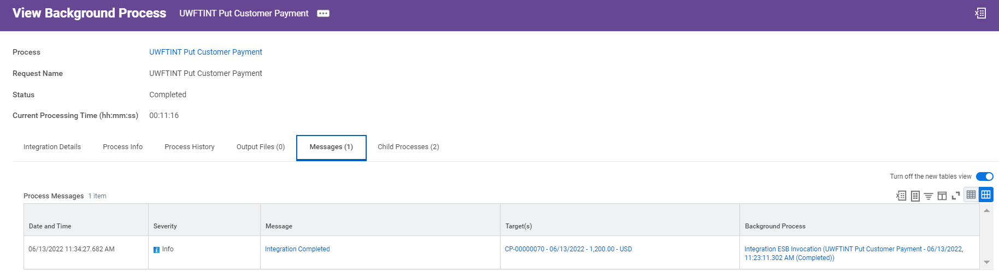 View Background Process UWFTINT Put Customer Payment
Process UWFTINT Put Customer Payment
Request Name UWFTINT Put Customer Payment
Status Completed
Current Processing Time (hh:mm:ss) 00:11:16
Integration Details Process Info Process History Output Files (0) Messages (1) Child Processes (2)
Turn off the new tables view
Process Messages 1 item
Date and Time Severity Message Target(s) Background Process
06/13/2022 11:34:27.682 AM Info Integration Completed CP-00000070 - 06/13/2022 - 1,200.00 - USD Integration ESB Invocation (UWFTINT Put Customer Payment - 06/13/2022,
11:23:11.302 AM (Completed))